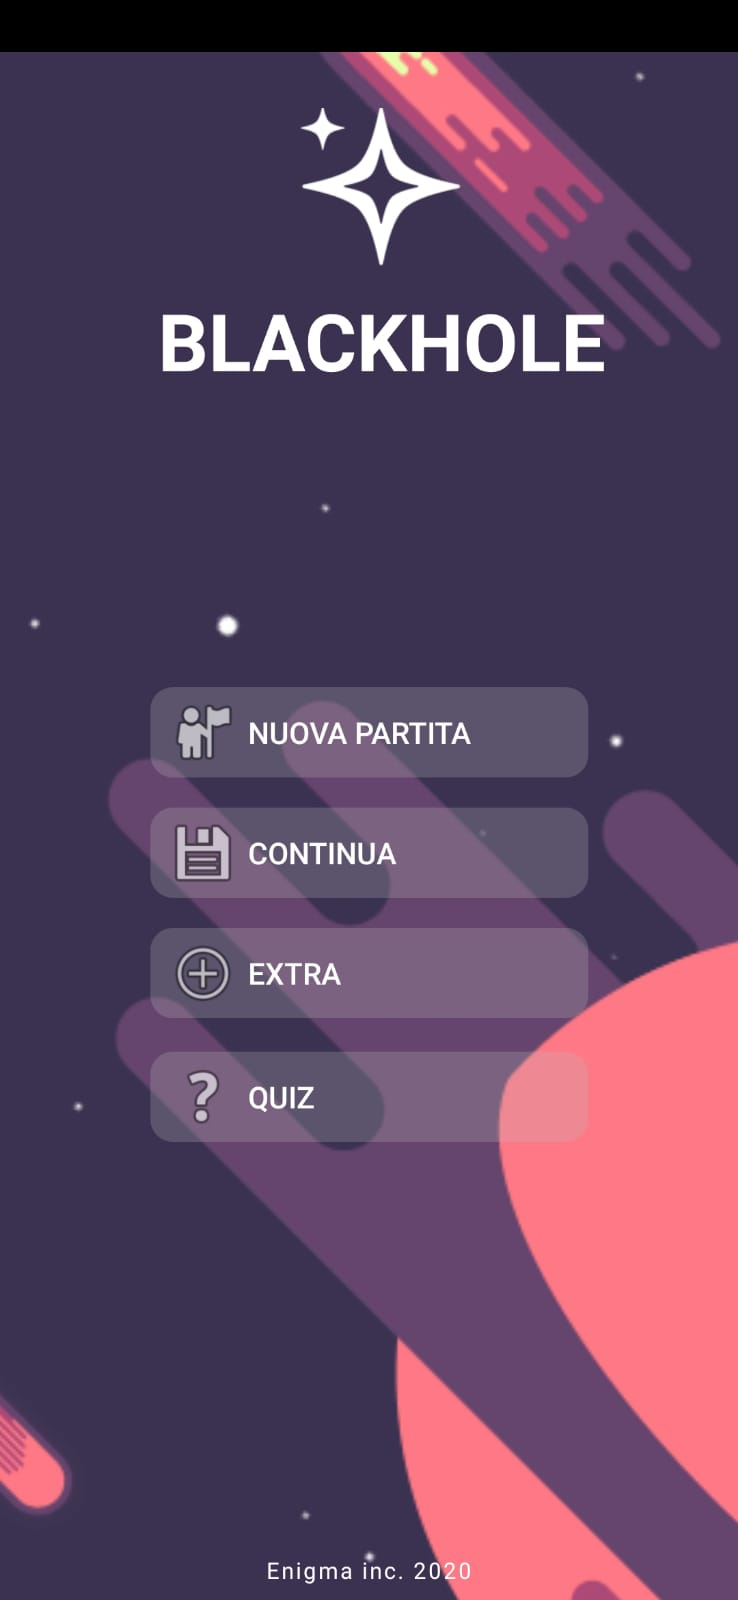 BLACKHOLE
NUOVA PARTITA
CONTINUA
EXTRA
QUIZ
Enigma inc. 2020